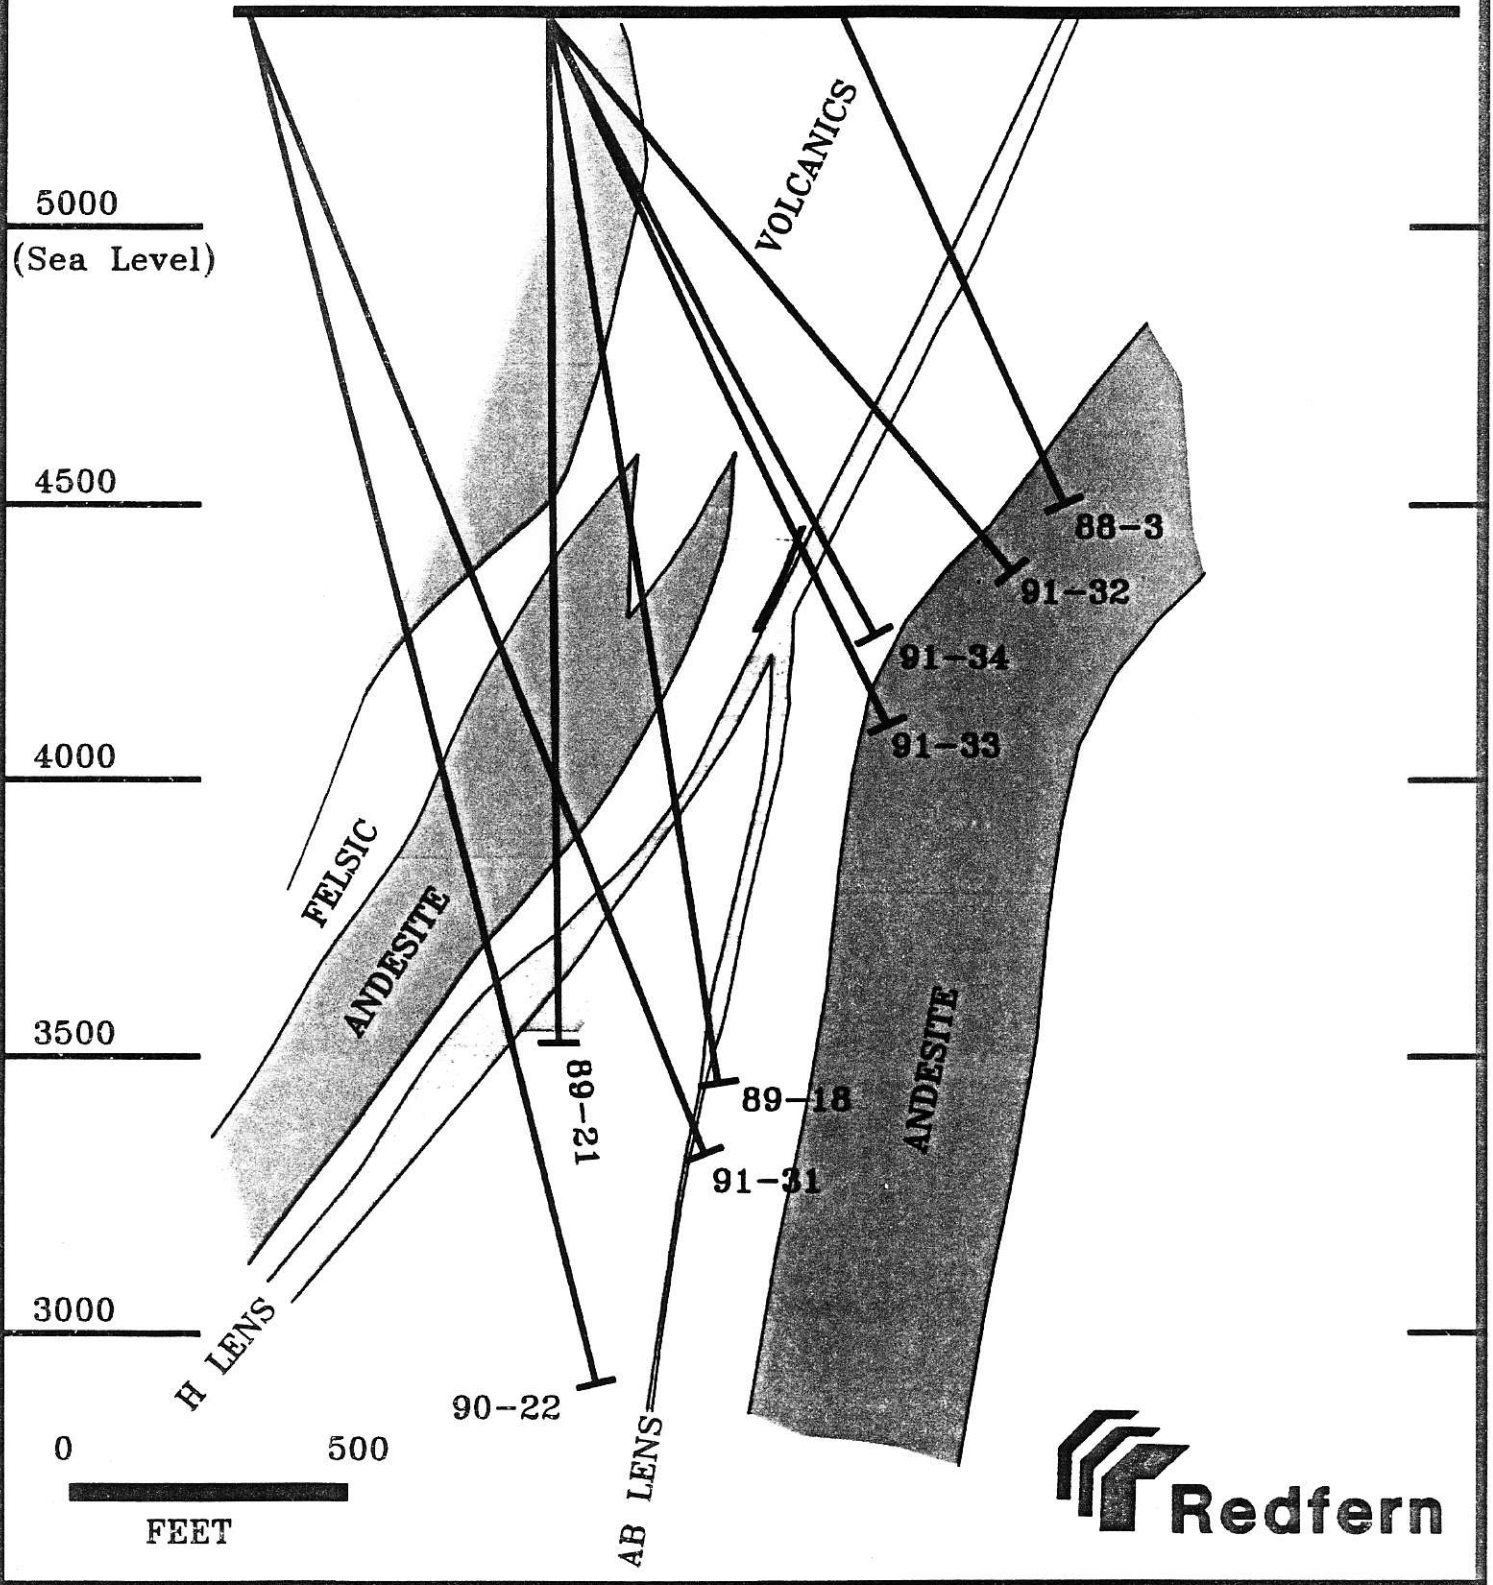 VOLCANICS
5000
(Sea Level)
4500
88-3
91-32
91-34
91-33
4000
FELSIC
ANDESITE
3500
ANDESITE
89-21
89-18
91-31
3000
H LENS
90-22
AB LENS
0 500
FEET
Redfern